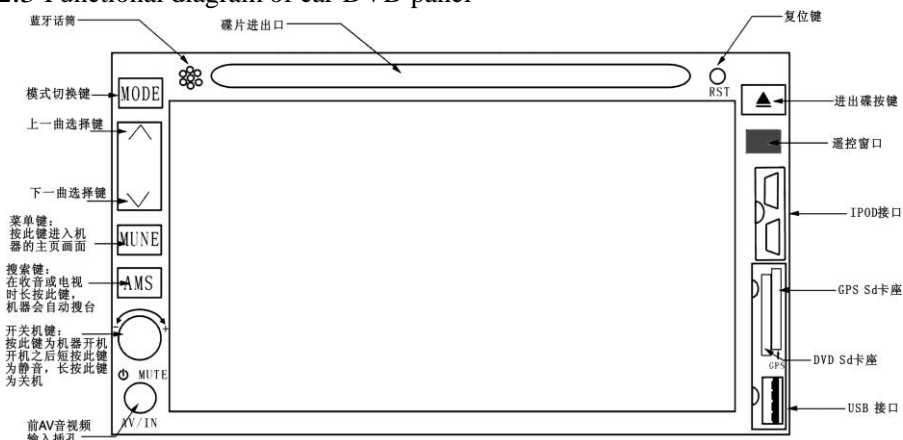 2.3 Functional diagram of car DVD panel
蓝牙话筒
碟片进出口
复位键
模式切换键
MODE
RST
进出碟按键
上一曲选择键
遥控窗口
下一曲选择键
IPOD接口
菜单键：
按此键进入机
器的主页画面
MUNE
搜索键：
在收音或电视
时长按此键，
机器会自动搜台
AMS
GPS Sd卡座
开关机键：
按此键为机器开机
开机之后短按此键
为静音，长按此键
为关机
- +
MUTE
GPS
DVD Sd卡座
USB 接口
AV/IN
前AV音视频
输入插孔